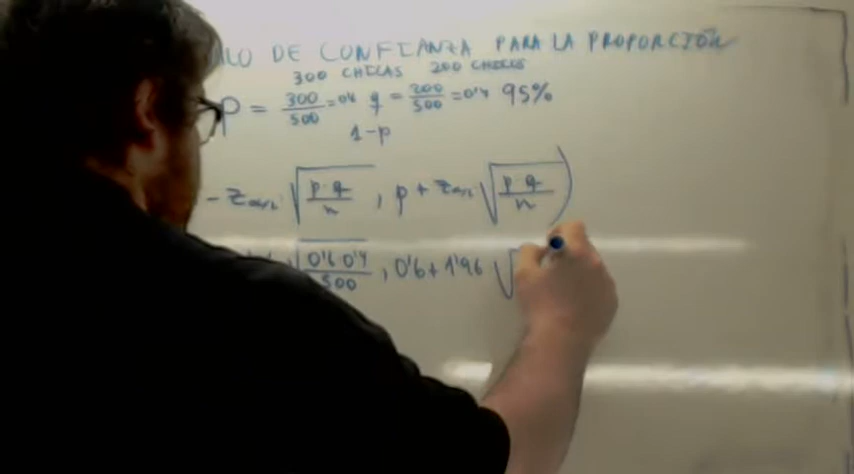 LO DE CONFIANZA PARA LA PROPORCIÓN
300 CHICAS 200 CHICOS
P = 300/500 = 0'6 q = 200/500 = 0'4 95%
1-p
- Zα/2 √(p·q/n), p + Zα/2 √(p·q/n))
√(0'6 0'4/500), 0'6 + 1'96 √